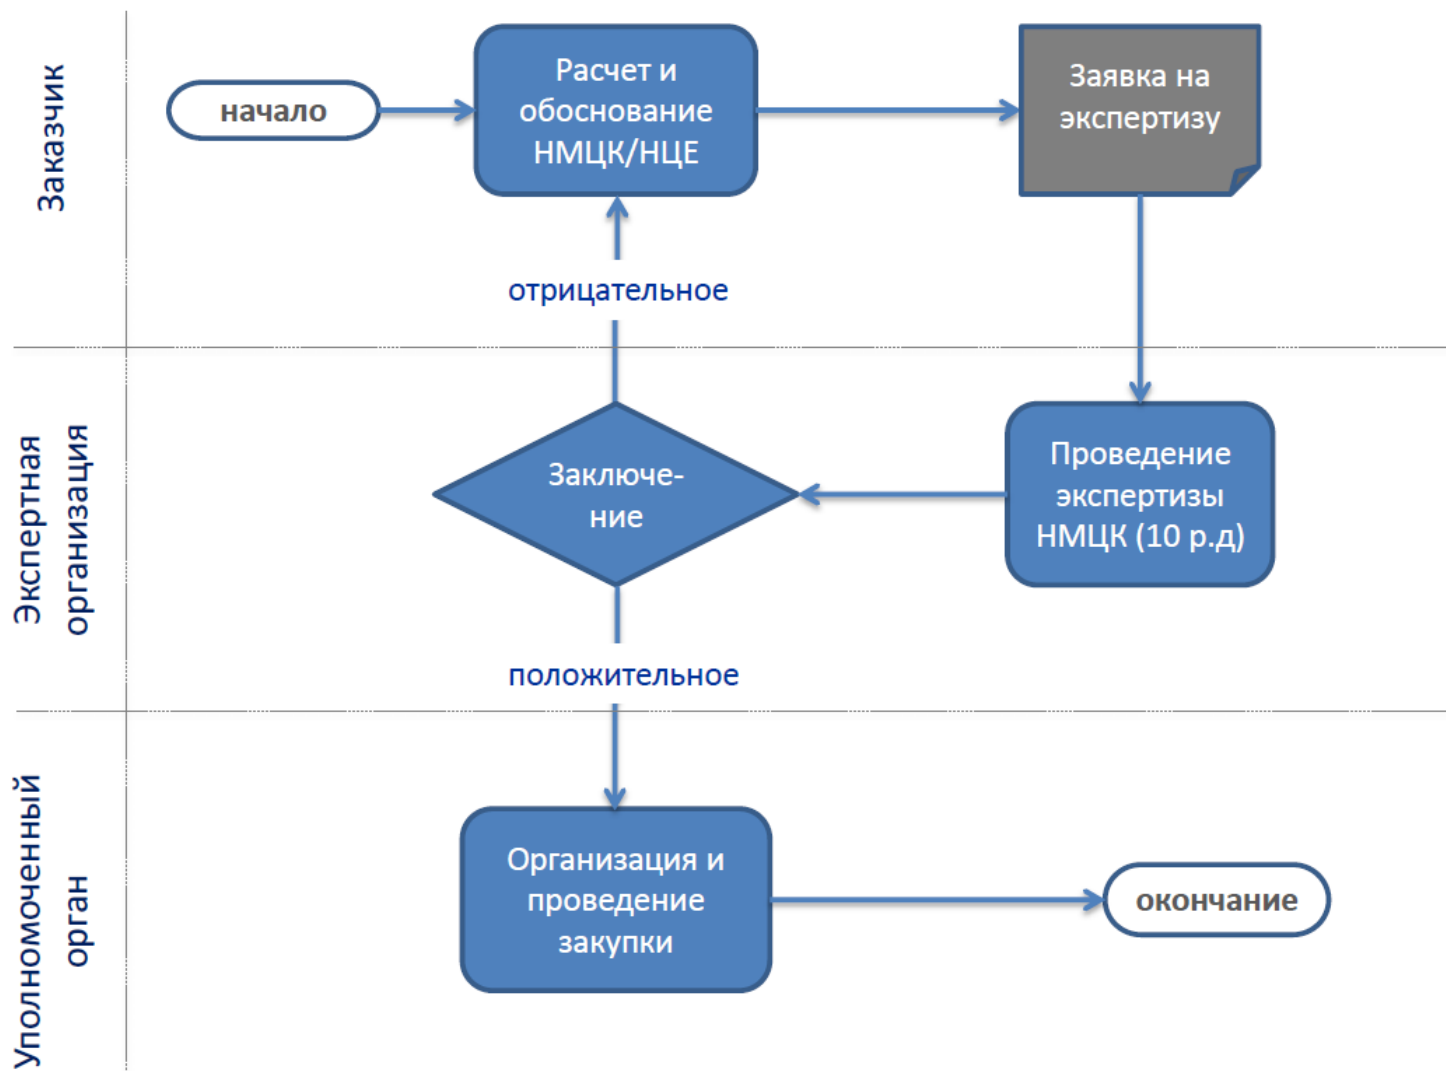 Заказчик
начало
Расчет и
обоснование
НМЦК/НЦЕ
Заявка на
экспертизу
отрицательное
Экспертная
организация
Заключе-
ние
Проведение
экспертизы
НМЦК (10 р.д)
положительное
Уполномоченный
орган
Организация и
проведение
закупки
окончание